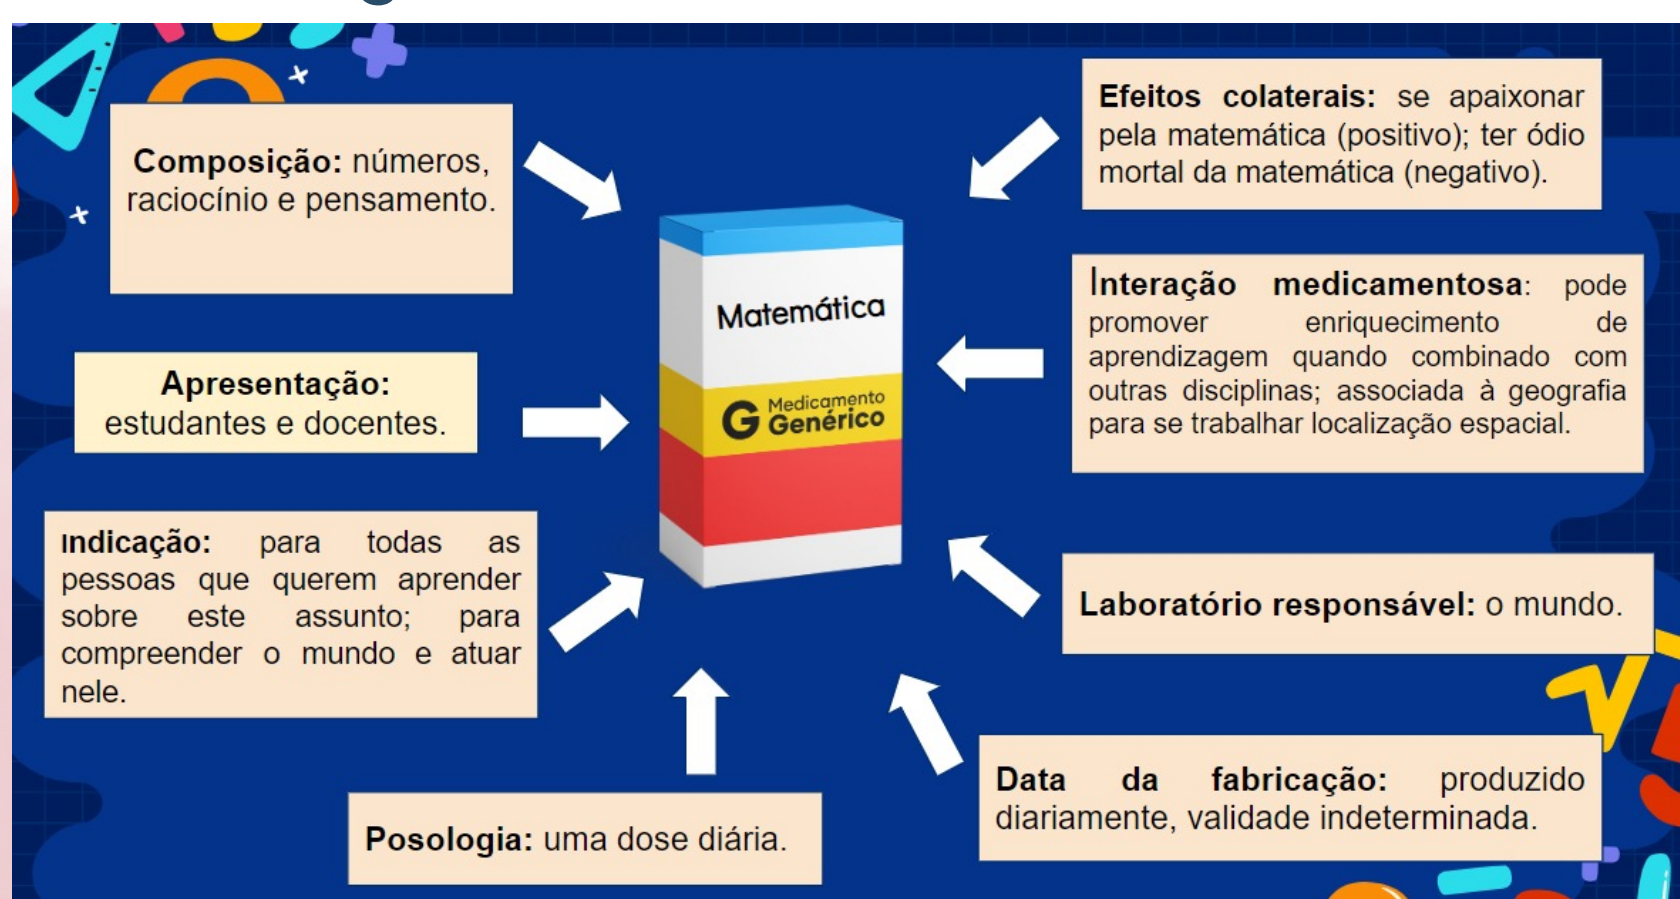 Composição: números,
raciocínio e pensamento.
Apresentação:
estudantes e docentes.
Indicação: para todas as
pessoas que querem aprender
sobre este assunto; para
compreender o mundo e atuar
nele.
Posologia: uma dose diária.
Matemática
G Medicamento
Genérico
Efeitos colaterais: se apaixonar
pela matemática (positivo); ter ódio
mortal da matemática (negativo).
Interação medicamentosa: pode
promover enriquecimento de
aprendizagem quando combinado com
outras disciplinas; associada à geografia
para se trabalhar localização espacial.
Laboratório responsável: o mundo.
Data da fabricação: produzido
diariamente, validade indeterminada.